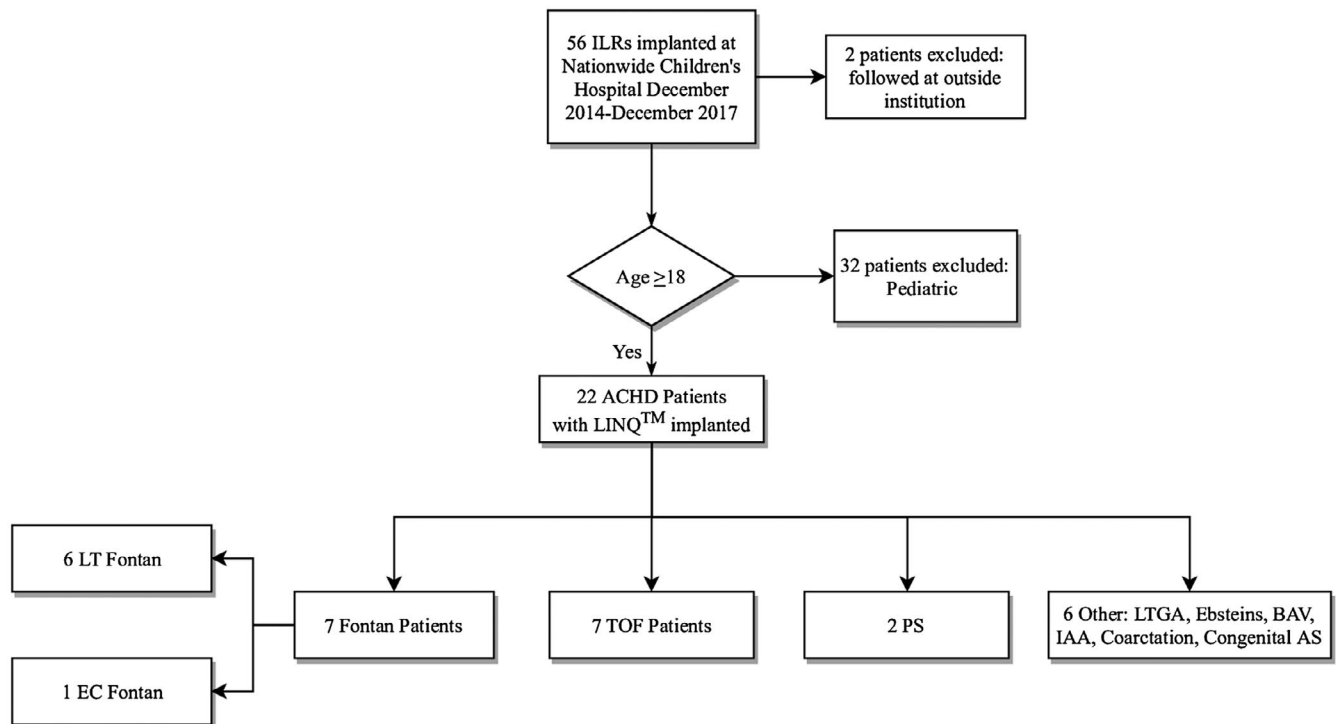 56 ILRs implanted at
Nationwide Children's
Hospital December
2014-December 2017
2 patients excluded:
followed at outside
institution
Age ≥18
32 patients excluded:
Pediatric
Yes
22 ACHD Patients
with LINQ™ implanted
6 LT Fontan
7 Fontan Patients
7 TOF Patients
2 PS
6 Other: LTGA, Ebsteins, BAV,
IAA, Coarctation, Congenital AS
1 EC Fontan